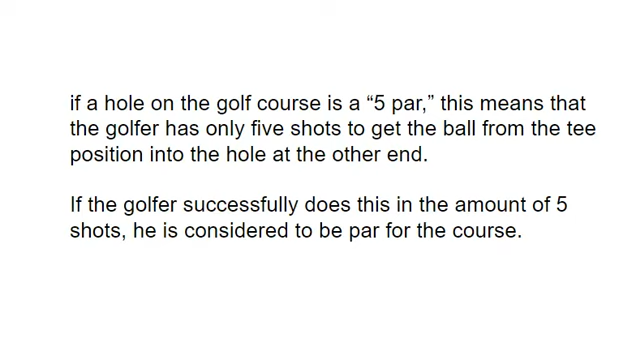 if a hole on the golf course is a “5 par,” this means that
the golfer has only five shots to get the ball from the tee
position into the hole at the other end.
If the golfer successfully does this in the amount of 5
shots, he is considered to be par for the course.